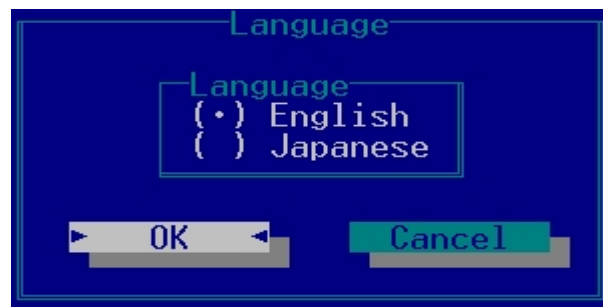 Language
Language
(•) English
( ) Japanese
► OK ◄ Cancel